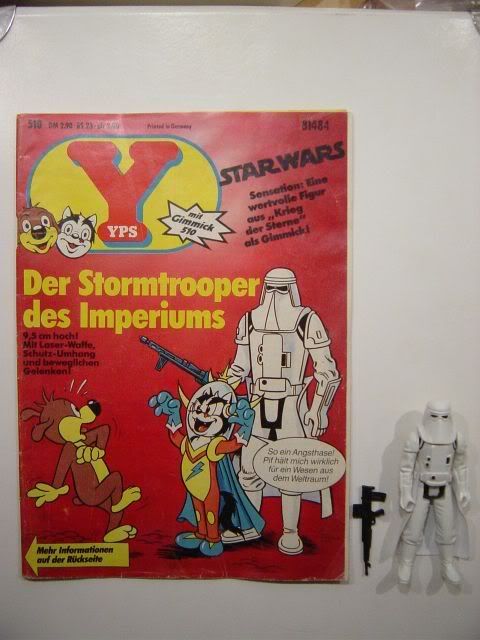 510 DM 2.90
Printed in Germany
31484
Y
YPS
mit
Gimmick
510
STAR WARS
Sensation: Eine
wertvolle Figur
aus „Krieg
der Sterne"
als Gimmick!
Der Stormtrooper
des Imperiums
9,5 cm hoch!
Mit Laser-Waffe,
Schutz-Umhang
und beweglichen
Gelenken!
So ein Angsthase!
Pif hält mich wirklich
für ein Wesen aus
dem Weltraum!
Mehr Informationen
auf der Rückseite